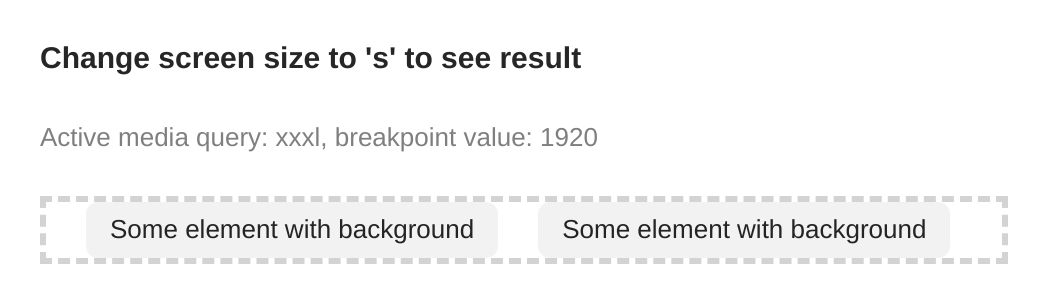 Change screen size to 's' to see result
Active media query: xxxl, breakpoint value: 1920
Some element with background Some element with background